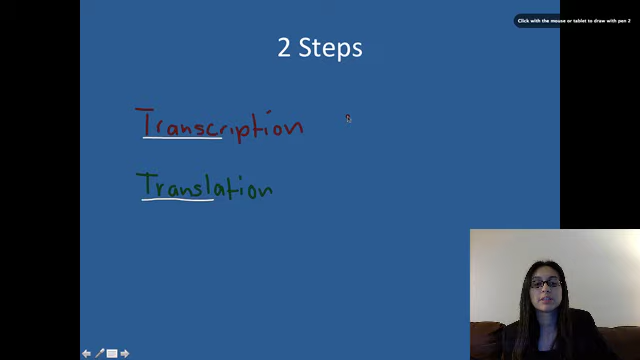 Click with the mouse or tablet to draw with pen 2
2 Steps
Transcription
Translation